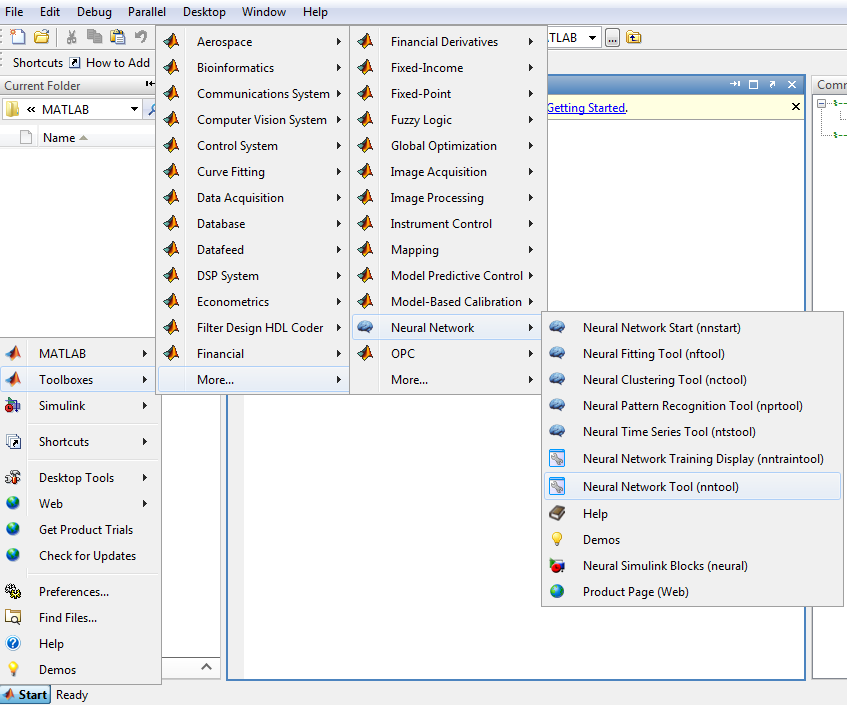 File Edit Debug Parallel Desktop Window Help
TLAB
...
Shortcuts How to Add
Current Folder
« MATLAB
Name
Getting Started.
Comm
Aerospace
Bioinformatics
Communications System
Computer Vision System
Control System
Curve Fitting
Data Acquisition
Database
Datafeed
DSP System
Econometrics
Filter Design HDL Coder
Financial
More...
Financial Derivatives
Fixed-Income
Fixed-Point
Fuzzy Logic
Global Optimization
Image Acquisition
Image Processing
Instrument Control
Mapping
Model Predictive Control
Model-Based Calibration
Neural Network
OPC
More...
Neural Network Start (nnstart)
Neural Fitting Tool (nftool)
Neural Clustering Tool (nctool)
Neural Pattern Recognition Tool (nprtool)
Neural Time Series Tool (ntstool)
Neural Network Training Display (nntraintool)
Neural Network Tool (nntool)
Help
Demos
Neural Simulink Blocks (neural)
Product Page (Web)
MATLAB
Toolboxes
Simulink
Shortcuts
Desktop Tools
Web
Get Product Trials
Check for Updates
Preferences...
Find Files...
Help
Demos
Start Ready